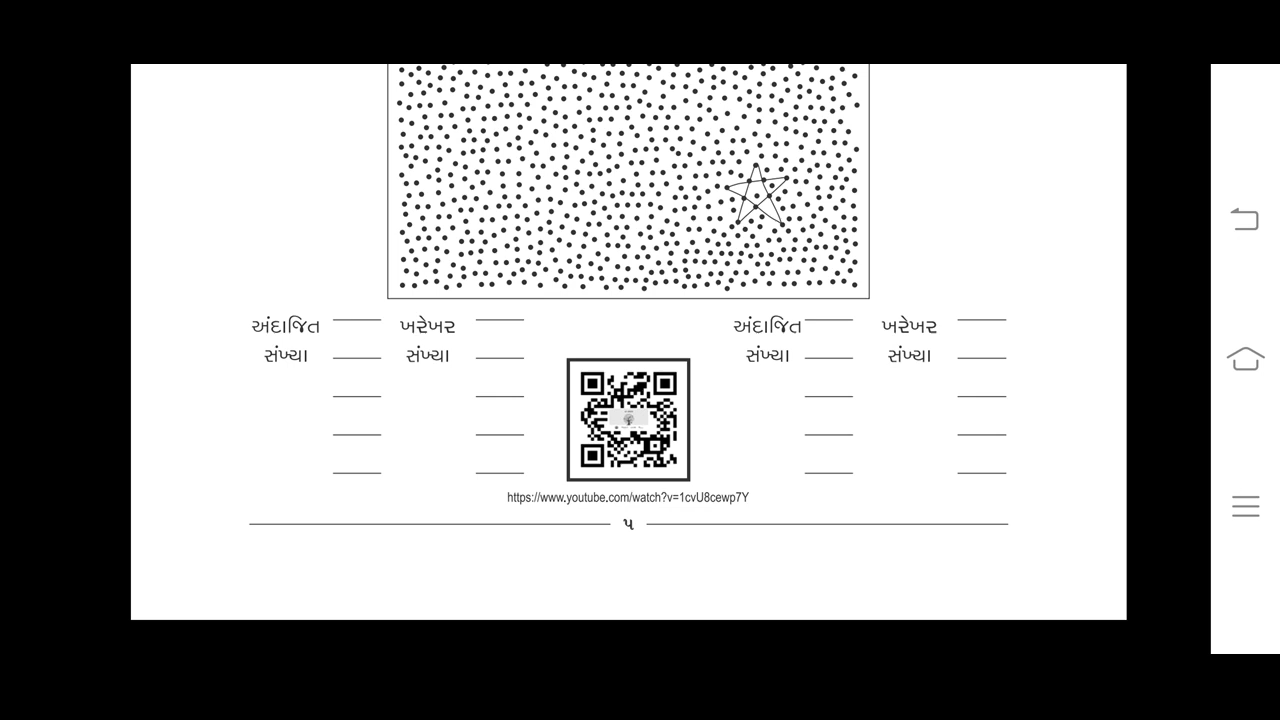 અંદાજિત ખરેખર અંદાજિત ખરેખર
સંખ્યા સંખ્યા સંખ્યા સંખ્યા
https://www.youtube.com/watch?v=1cvU8cewp7Y
૫